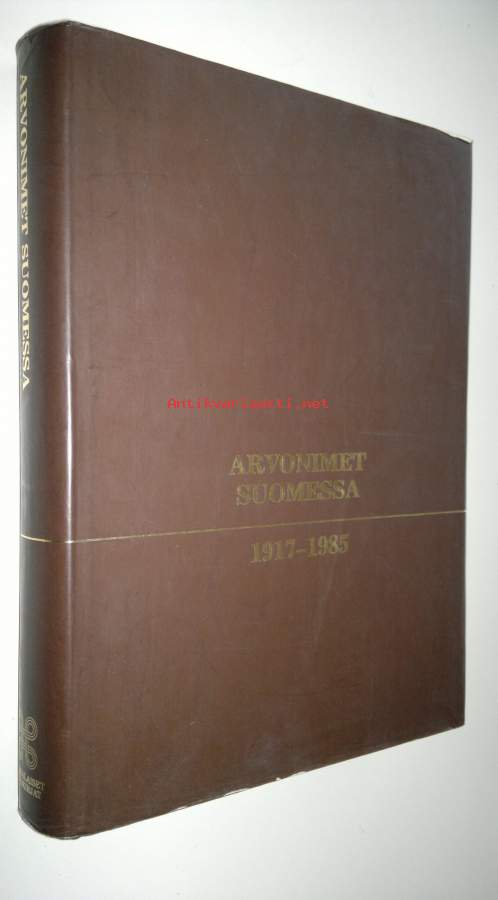 ARVONIMET SUOMESSA
Antikvariaatti.net
ARVONIMET
SUOMESSA
1917–1985